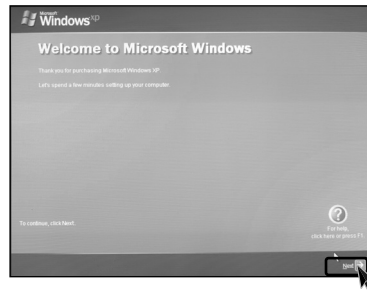 Microsoft
Windows xp
Welcome to Microsoft Windows
Thank you for purchasing Microsoft Windows XP
Let's spend a few minutes setting up your computer.
To continue, click Next.
For help,
click here or press F1.
Next